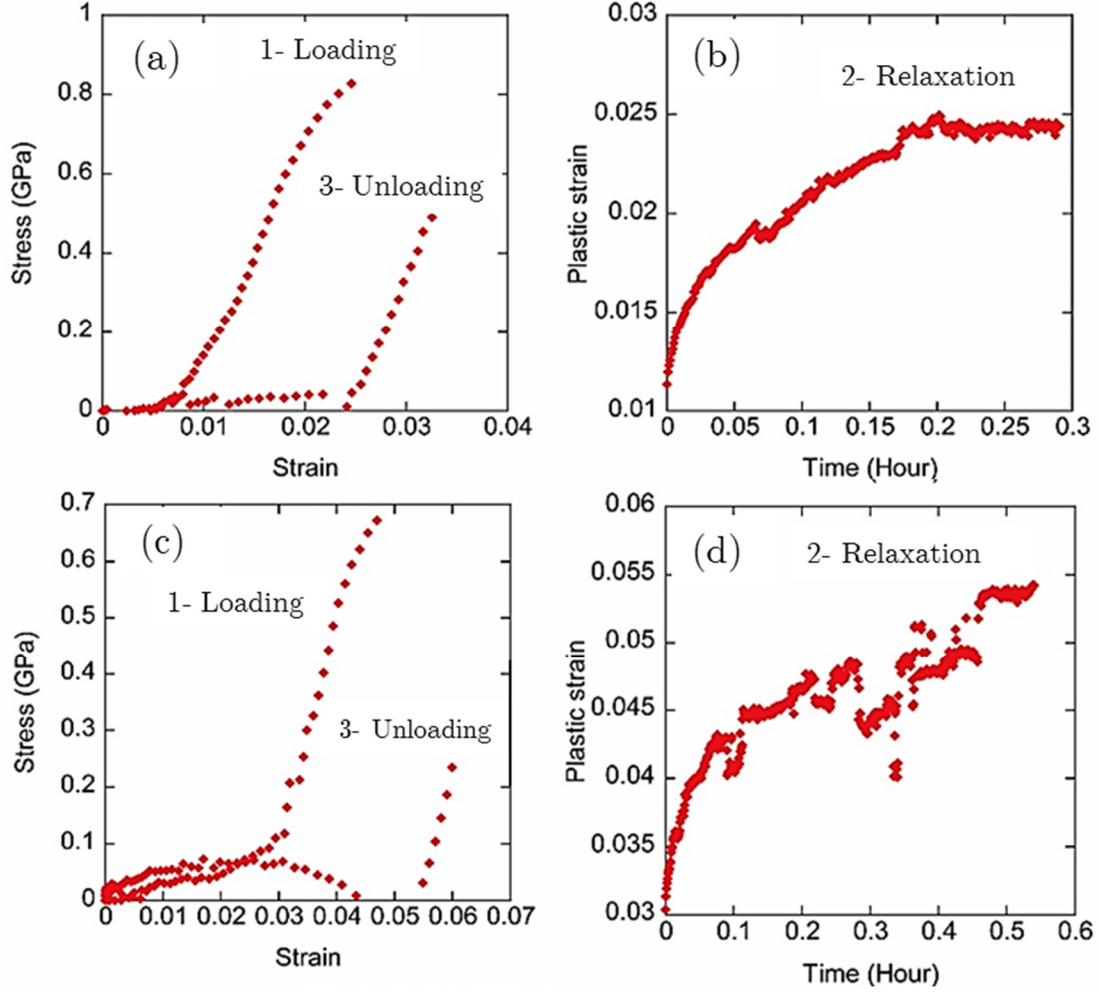 (a)
1- Loading
3- Unloading
Stress (GPa)
1
0.8
0.6
0.4
0.2
0
0 0.01 0.02 0.03 0.04
Strain
(b)
2- Relaxation
Plastic strain
0.03
0.025
0.02
0.015
0.01
0 0.05 0.1 0.15 0.2 0.25 0.3
Time (Hour)
(c)
1- Loading
3- Unloading
Stress (GPa)
0.7
0.6
0.5
0.4
0.3
0.2
0.1
0
0 0.01 0.02 0.03 0.04 0.05 0.06 0.07
Strain
(d)
2- Relaxation
Plastic strain
0.06
0.055
0.05
0.045
0.04
0.035
0.03
0 0.1 0.2 0.3 0.4 0.5 0.6
Time (Hour)